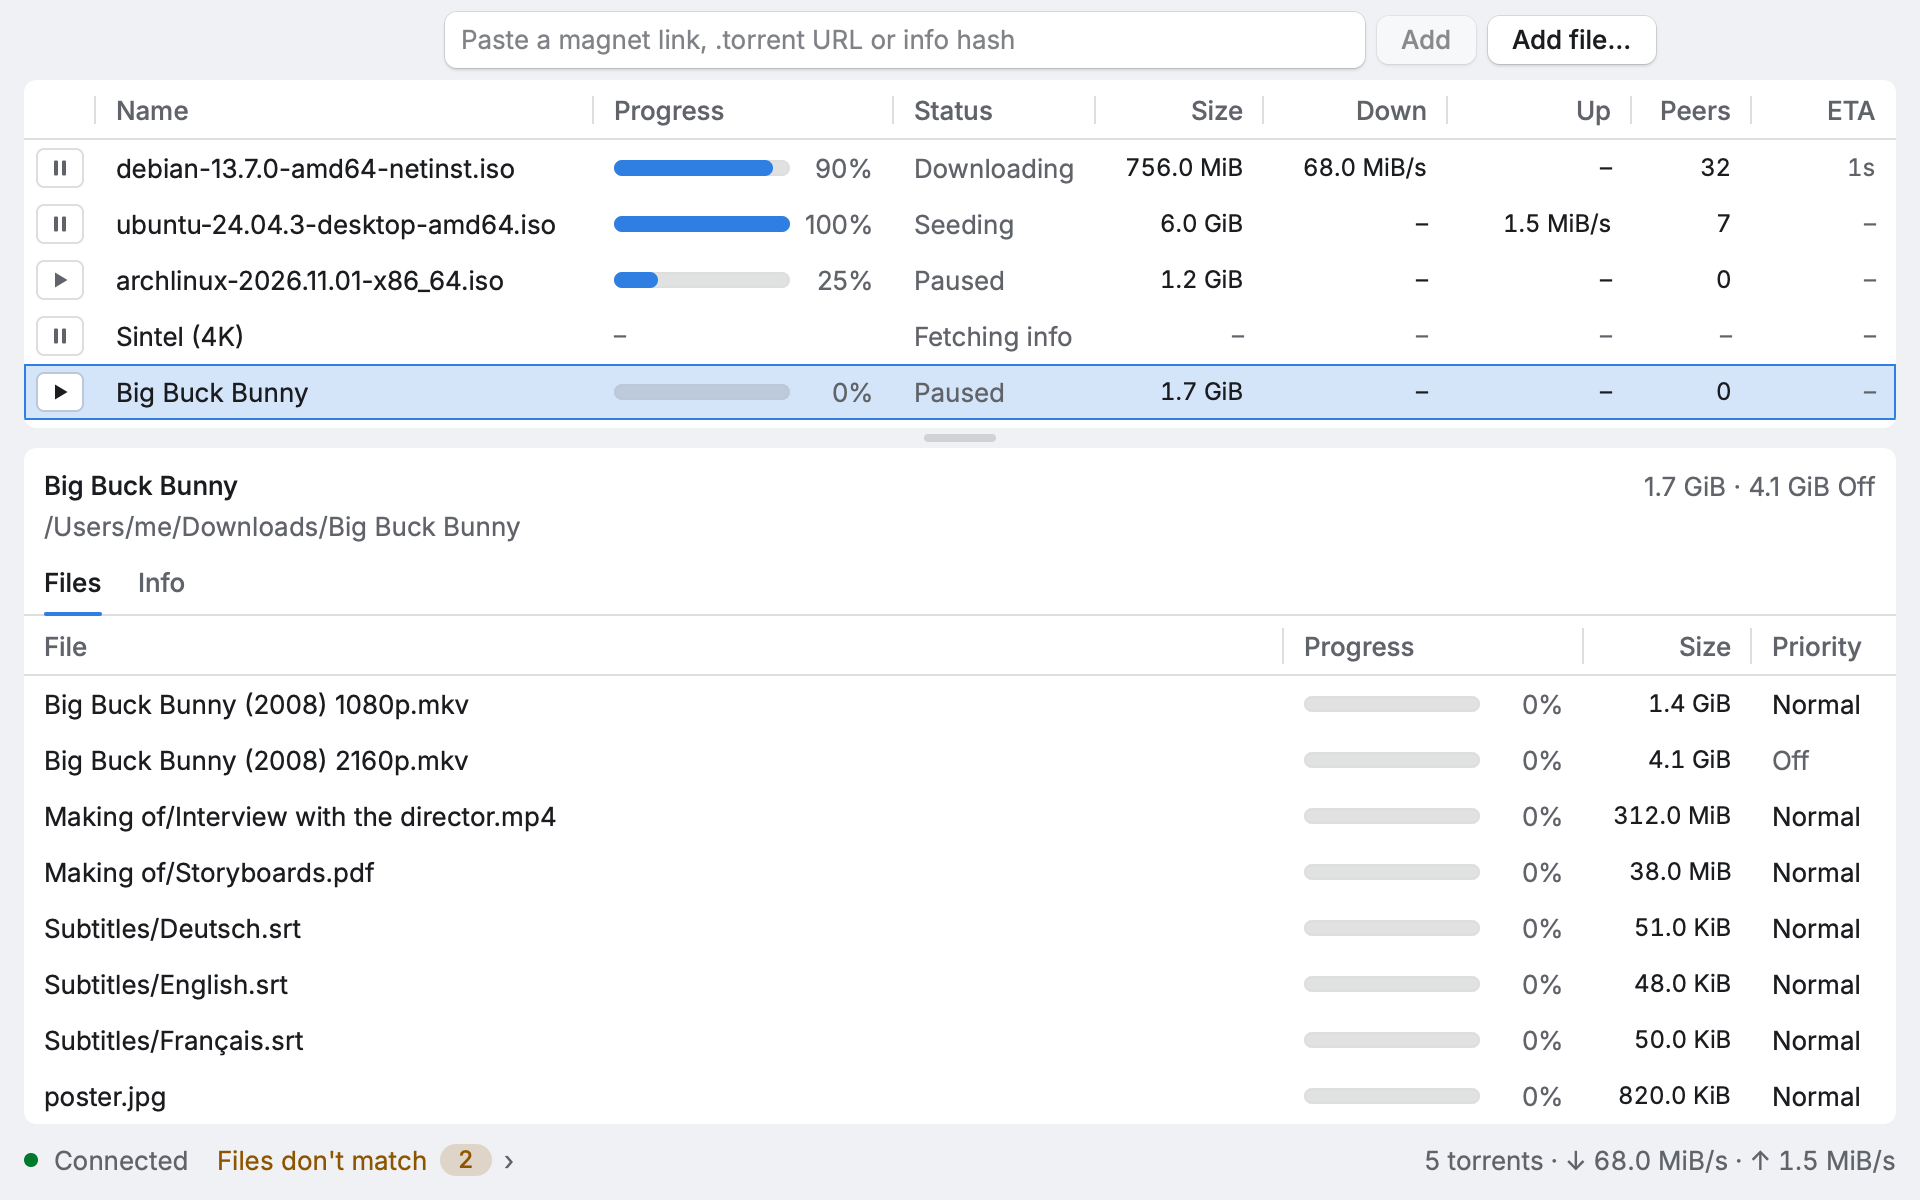 Paste a magnet link, .torrent URL or info hash Add Add file...
Name Progress Status Size Down Up Peers ETA
debian-13.7.0-amd64-netinst.iso 90% Downloading 756.0 MiB 68.0 MiB/s – 32 1s
ubuntu-24.04.3-desktop-amd64.iso 100% Seeding 6.0 GiB – 1.5 MiB/s 7 –
archlinux-2026.11.01-x86_64.iso 25% Paused 1.2 GiB – – 0 –
Sintel (4K) – Fetching info – – – – –
Big Buck Bunny 0% Paused 1.7 GiB – – 0 –
Big Buck Bunny 1.7 GiB · 4.1 GiB Off
/Users/me/Downloads/Big Buck Bunny
Files Info
File Progress Size Priority
Big Buck Bunny (2008) 1080p.mkv 0% 1.4 GiB Normal
Big Buck Bunny (2008) 2160p.mkv 0% 4.1 GiB Off
Making of/Interview with the director.mp4 0% 312.0 MiB Normal
Making of/Storyboards.pdf 0% 38.0 MiB Normal
Subtitles/Deutsch.srt 0% 51.0 KiB Normal
Subtitles/English.srt 0% 48.0 KiB Normal
Subtitles/Français.srt 0% 50.0 KiB Normal
poster.jpg 0% 820.0 KiB Normal
Connected Files don't match 2 › 5 torrents · ↓ 68.0 MiB/s · ↑ 1.5 MiB/s